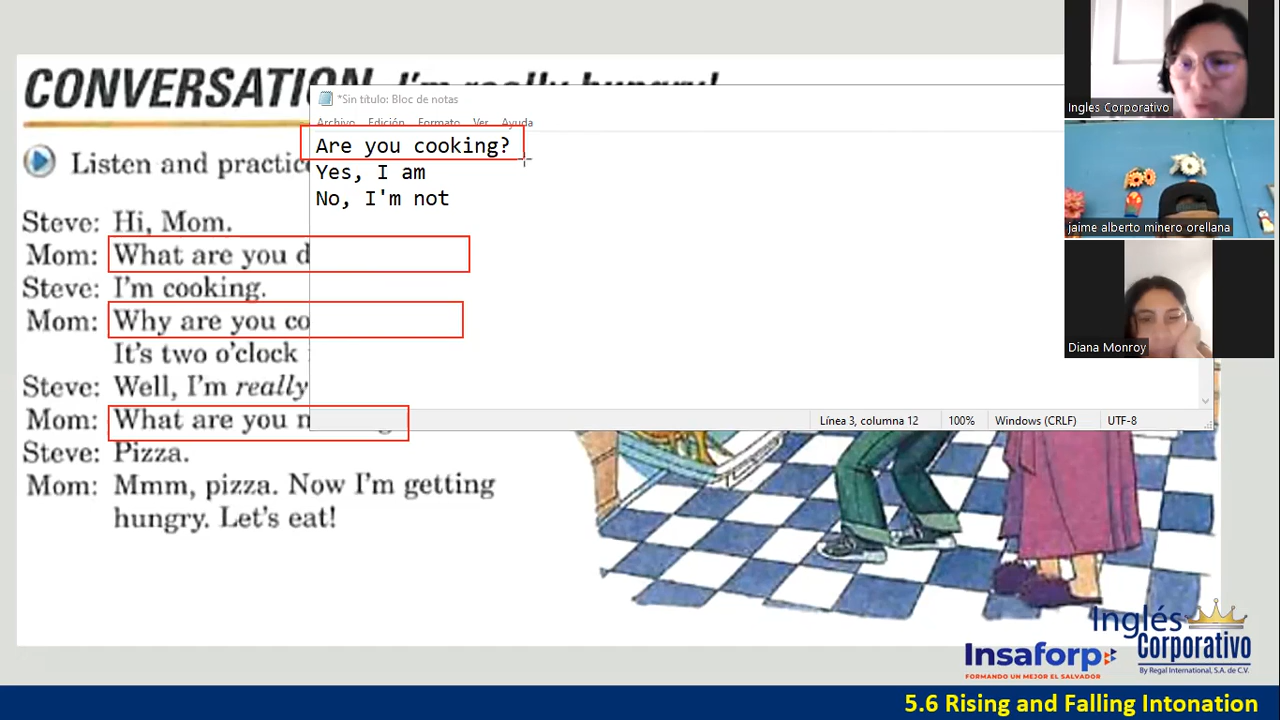 CONVERSATION I'm really hungry!
*Sin título: Bloc de notas
Archivo Edición Formato Ver Ayuda
Are you cooking?
Yes, I am
No, I'm not
Listen and practic
Steve: Hi, Mom.
Mom: What are you d
Steve: I'm cooking.
Mom: Why are you co
It's two o'clock
Steve: Well, I'm really
Mom: What are you
Steve: Pizza.
Mom: Mmm, pizza. Now I'm getting
hungry. Let's eat!
Línea 3, columna 12 100% Windows (CRLF) UTF-8
Ingles Corporativo
jaime alberto minero orellana
Diana Monroy
Inglés
Corporativo
By Regal International, S.A. de C.V.
Insaforp
FORMANDO UN MEJOR EL SALVADOR
5.6 Rising and Falling Intonation